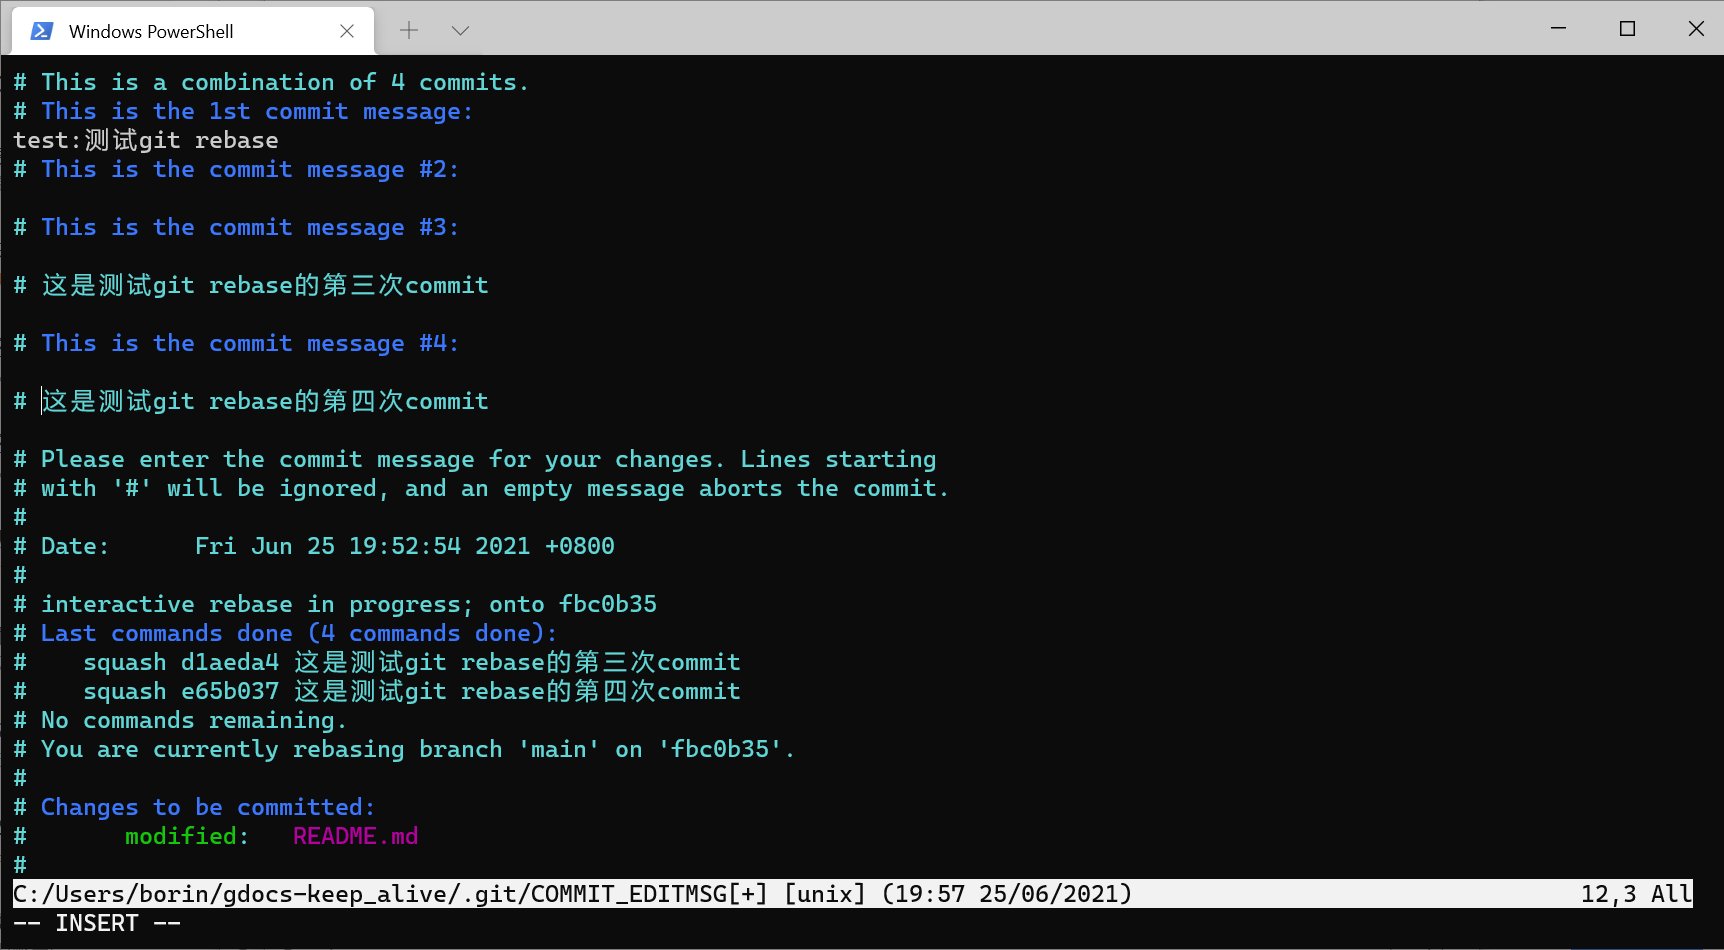 Windows PowerShell
# This is a combination of 4 commits.
# This is the 1st commit message:
test:测试git rebase
# This is the commit message #2:
# This is the commit message #3:
# 这是测试git rebase的第三次commit
# This is the commit message #4:
# 这是测试git rebase的第四次commit
# Please enter the commit message for your changes. Lines starting
# with '#' will be ignored, and an empty message aborts the commit.
#
# Date:      Fri Jun 25 19:52:54 2021 +0800
#
# interactive rebase in progress; onto fbc0b35
# Last commands done (4 commands done):
#    squash d1aeda4 这是测试git rebase的第三次commit
#    squash e65b037 这是测试git rebase的第四次commit
# No commands remaining.
# You are currently rebasing branch 'main' on 'fbc0b35'.
#
# Changes to be committed:
#       modified:   README.md
#
C:/Users/borin/gdocs-keep_alive/.git/COMMIT_EDITMSG[+] [unix] (19:57 25/06/2021) 12,3 All
-- INSERT --